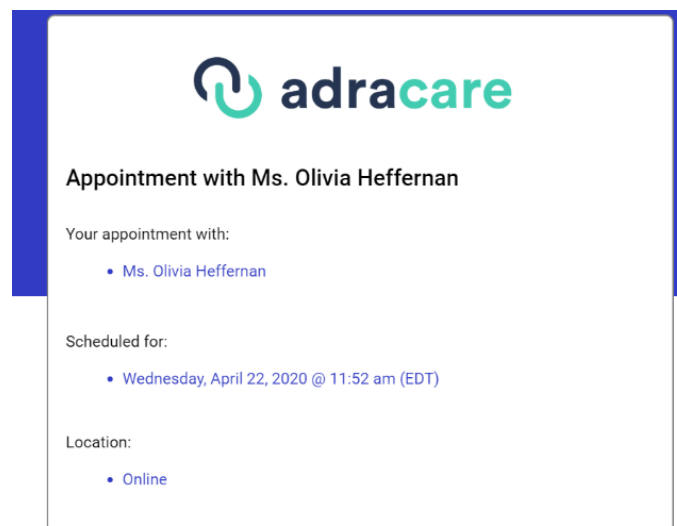 adracare
Appointment with Ms. Olivia Heffernan
Your appointment with:
• Ms. Olivia Heffernan
Scheduled for:
• Wednesday, April 22, 2020 @ 11:52 am (EDT)
Location:
• Online